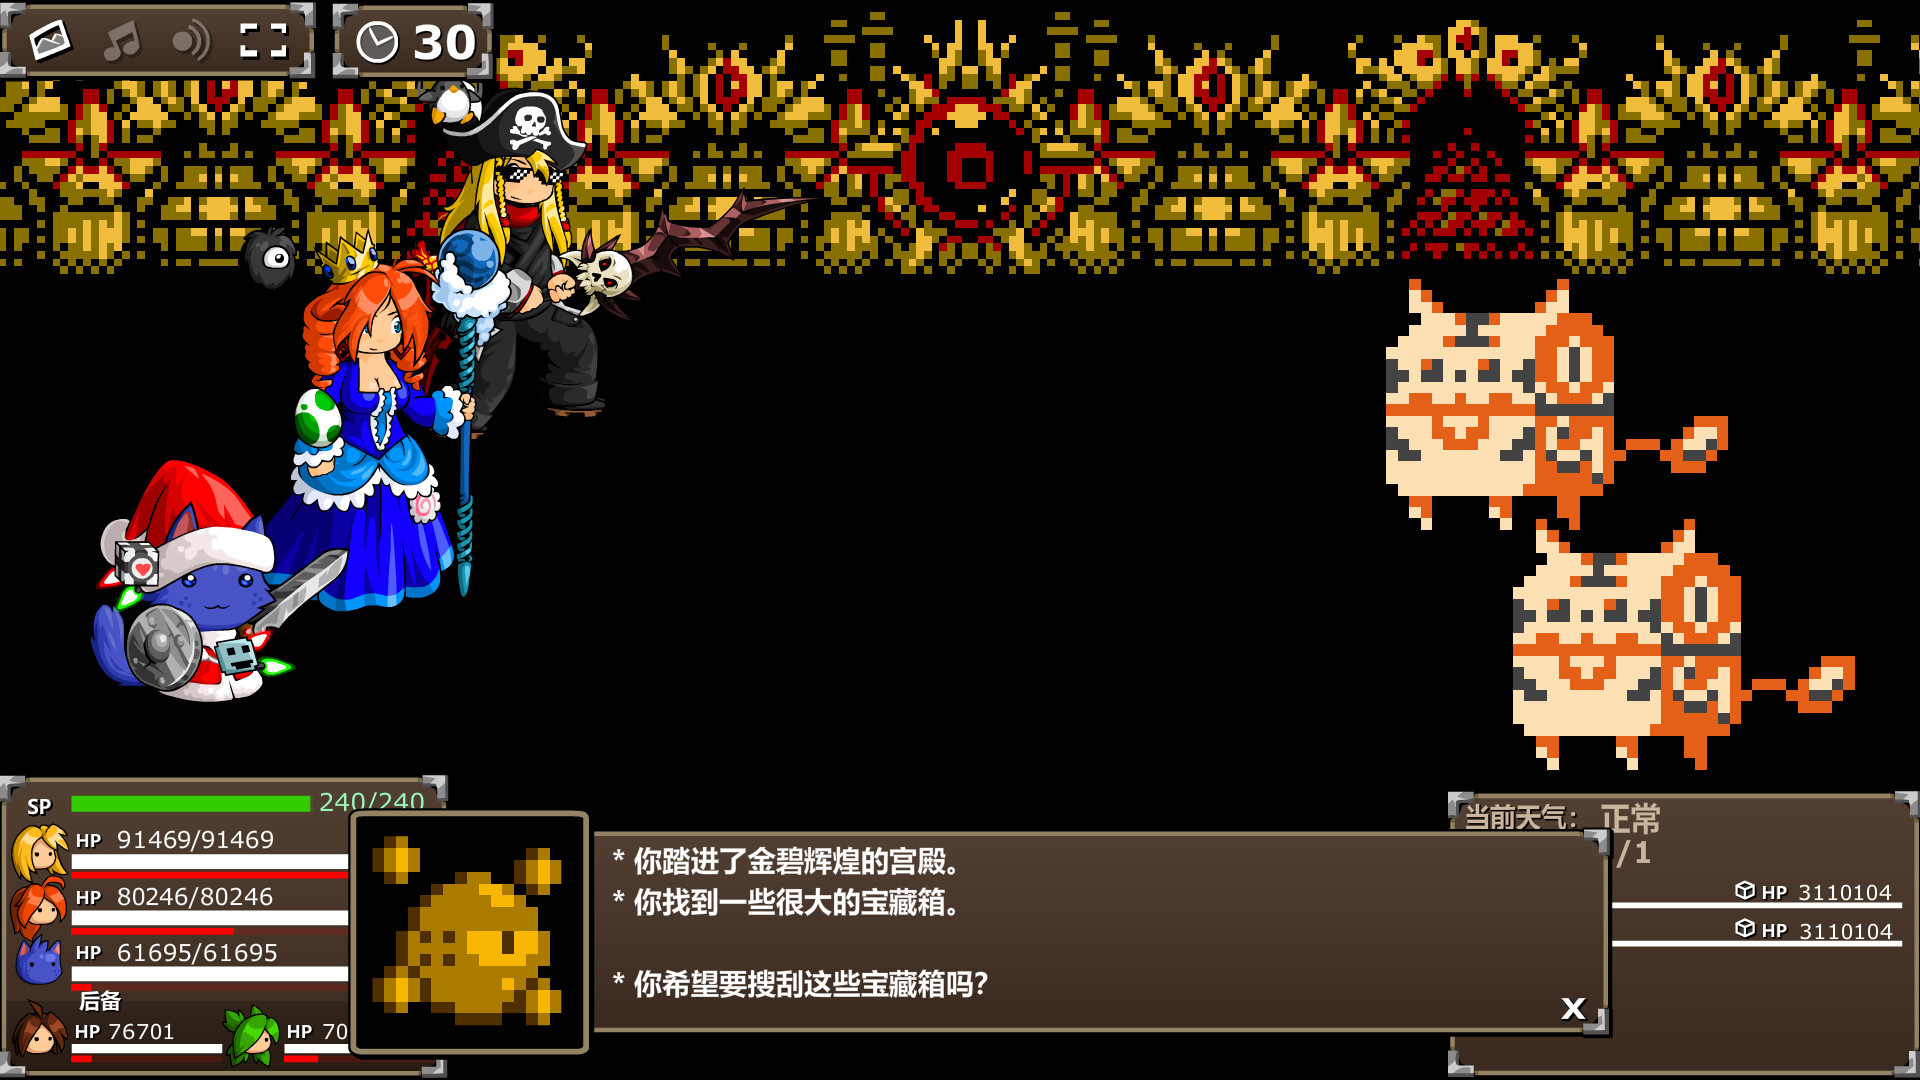 30
* 你踏进了金碧辉煌的宫殿。
* 你找到一些很大的宝藏箱。
* 你希望要搜刮这些宝藏箱吗?
X
SP 240/240
HP 91469/91469
HP 80246/80246
HP 61695/61695
后备
HP 76701
HP 70
当前天气: 正常
/1
HP 3110104
HP 3110104